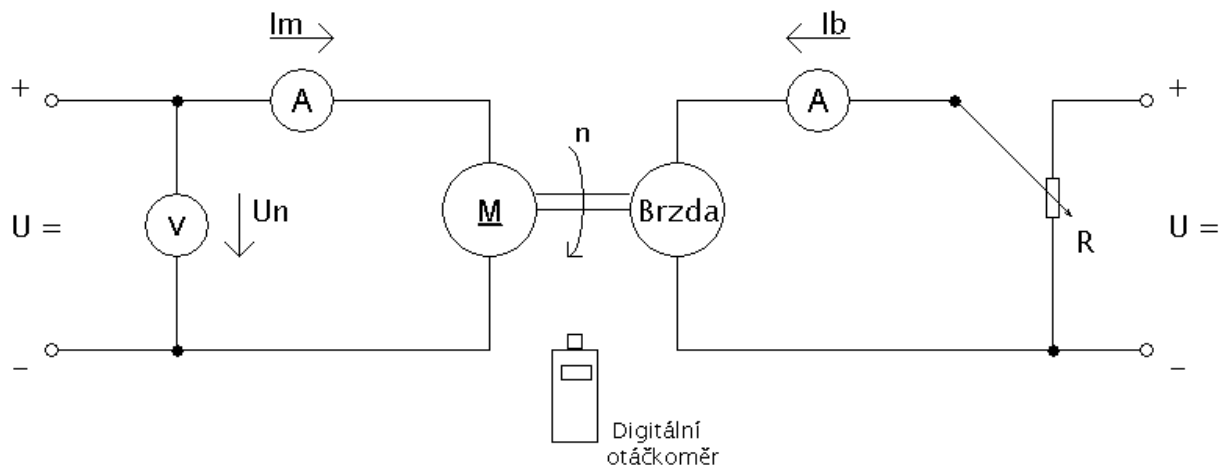 Im
Ib
+
A
A
+
n
U =
V
Un
M
Brzda
R
U =
–
–
Digitální
otáčkoměr